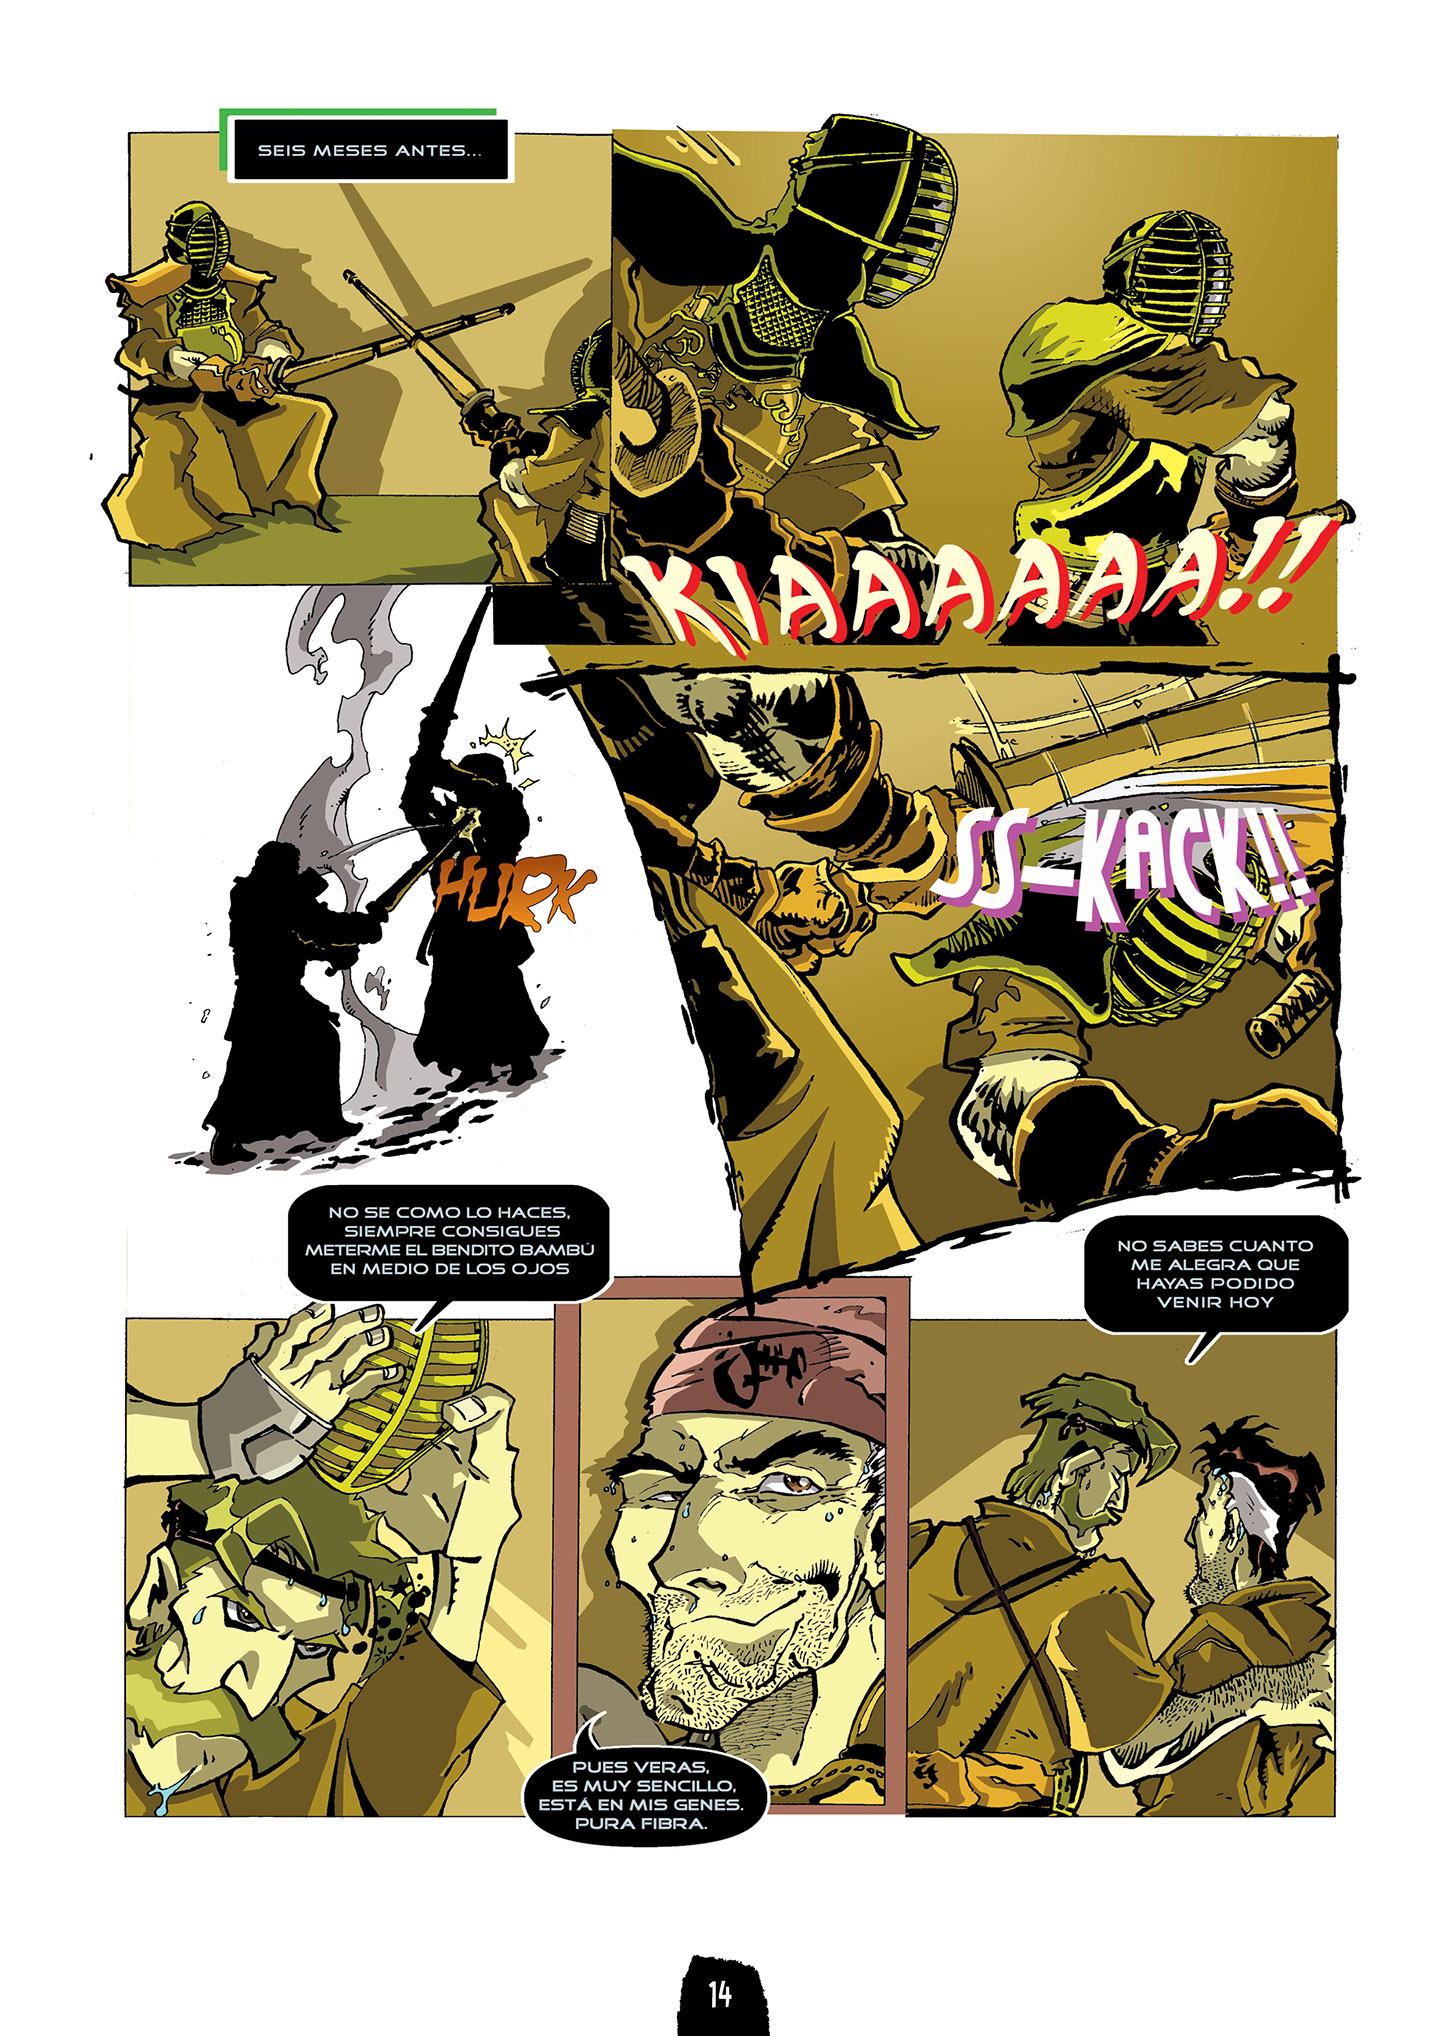 SEIS MESES ANTES...
KIAAAAAAA!!
HURK
SS-KACK!!
NO SE COMO LO HACES,
SIEMPRE CONSIGUES
METERME EL BENDITO BAMBÚ
EN MEDIO DE LOS OJOS
PUES VERAS,
ES MUY SENCILLO,
ESTÁ EN MIS GENES.
PURA FIBRA.
NO SABES CUANTO
ME ALEGRA QUE
HAYAS PODIDO
VENIR HOY
14